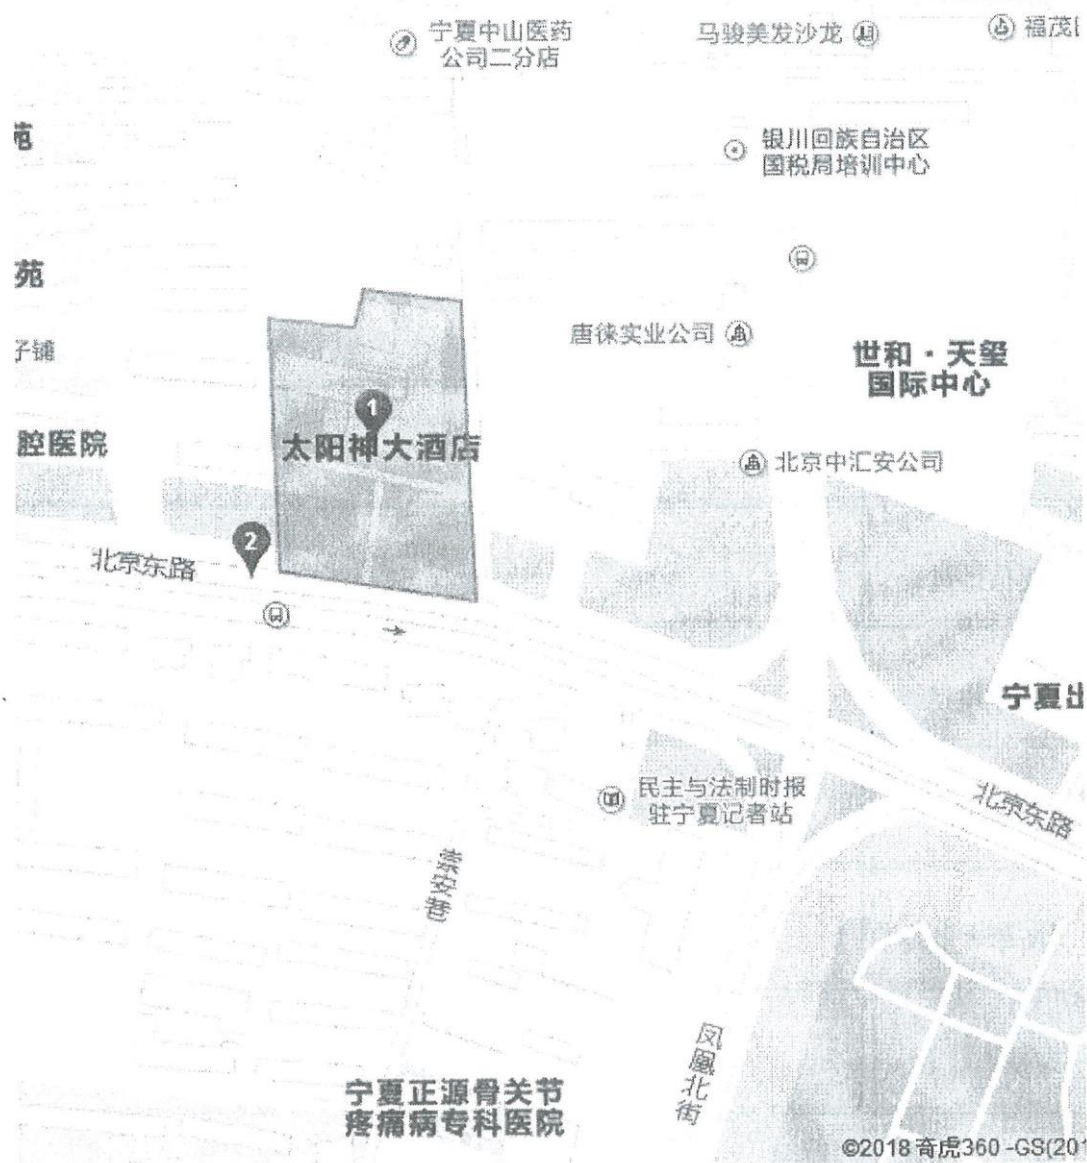 宁夏中山医药
公司二分店
马骏美发沙龙
福茂
苑
银川回族自治区
国税局培训中心
苑
唐徕实业公司
子铺
世和·天玺
国际中心
1
腔医院
太阳神大酒店
北京中汇安公司
2
北京东路
宁夏出
民主与法制时报
驻宁夏记者站
北京东路
崇安巷
凤凰北街
宁夏正源骨关节
疼痛病专科医院
©2018 奇虎360 -GS(201